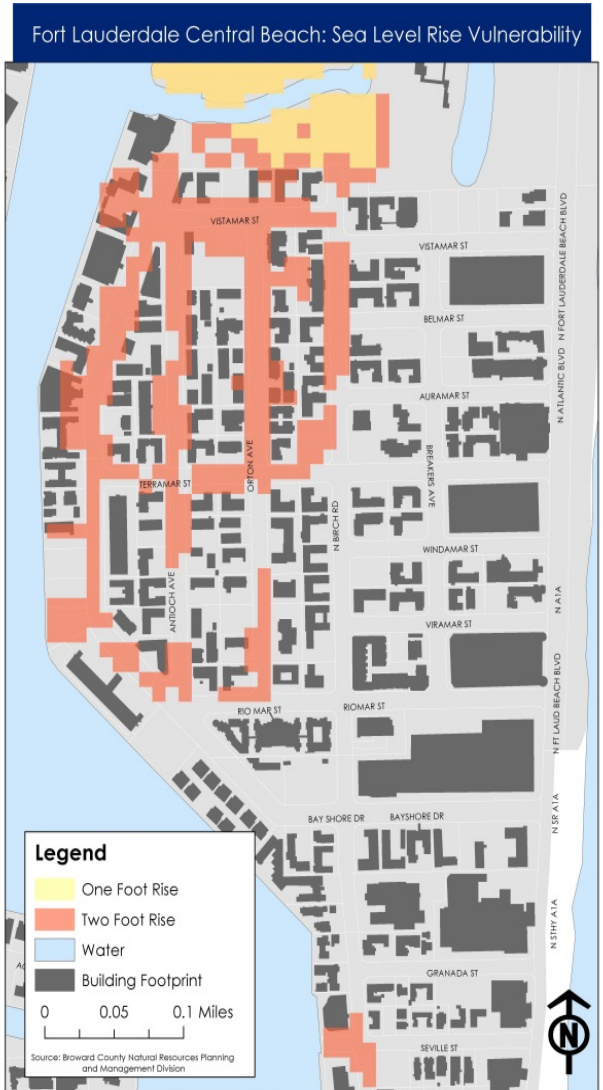 Fort Lauderdale Central Beach: Sea Level Rise Vulnerability
VISTAMAR ST
VISTAMAR ST
N FORT LAUDERDALE BEACH BLVD
BELMAR ST
N ATLANTIC BLVD
AURAMAR ST
ORTON AVE
BREAKERS AVE
TERRAMAR ST
N BIRCH RD
WINDAMAR ST
ANTIOCH AVE
N A1A
VIRAMAR ST
N FT LAUD BEACH BLVD
RIO MAR ST
RIOMAR ST
BAY SHORE DR
BAYSHORE DR
N SR A1A
N STHY A1A
GRANADA ST
SEVILLE ST
Legend
One Foot Rise
Two Foot Rise
Water
Building Footprint
0 0.05 0.1 Miles
Source: Broward County Natural Resources Planning
and Management Division
N